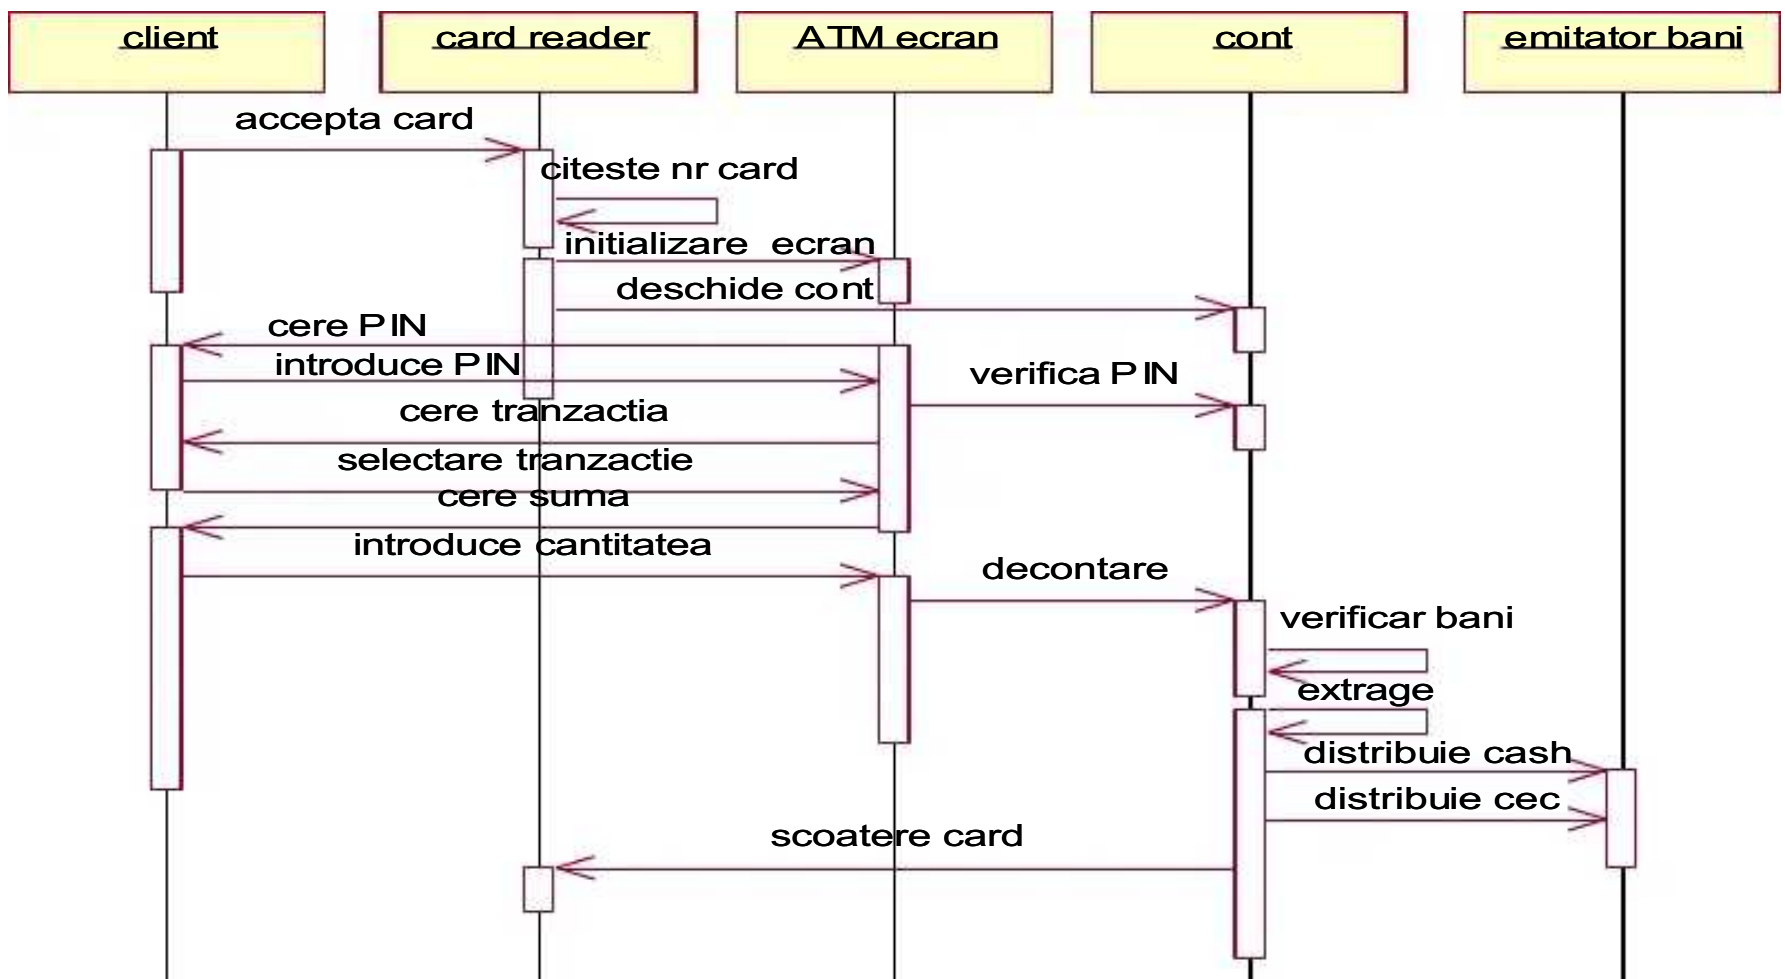 client
card reader
ATM ecran
cont
emitator bani
accepta card
citeste nr card
initializare ecran
deschide cont
cere PIN
introduce PIN
verifica PIN
cere tranzactia
selectare tranzactie
cere suma
introduce cantitatea
decontare
verificar bani
extrage
distribuie cash
distribuie cec
scoatere card